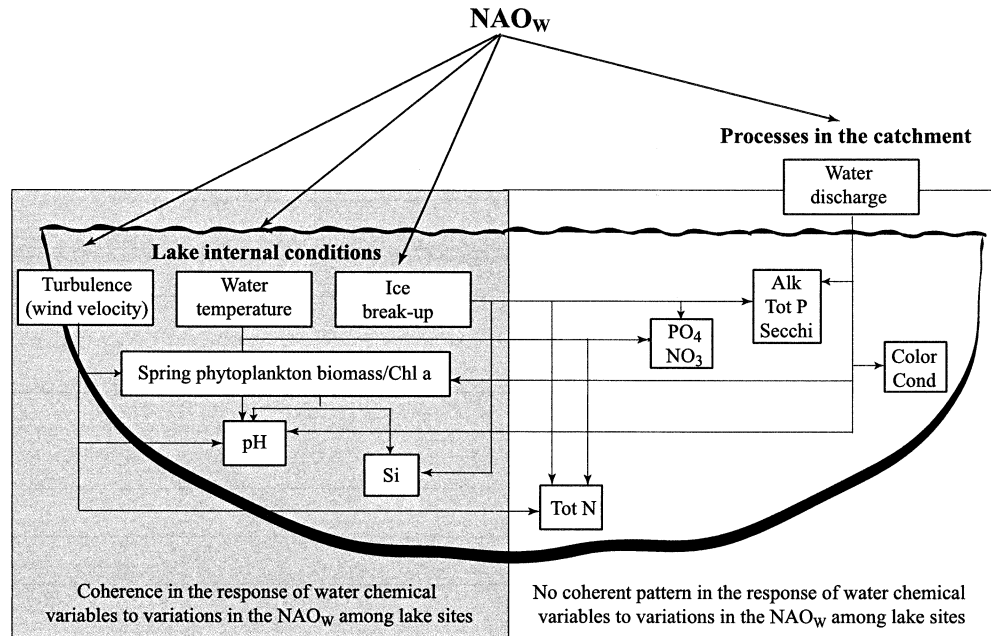 NAOW
Processes in the catchment
Water
discharge
Lake internal conditions
Turbulence
(wind velocity)
Water
temperature
Ice
break-up
Alk
Tot P
Secchi
PO4
NO3
Color
Cond
Spring phytoplankton biomass/Chl a
pH
Si
Tot N
Coherence in the response of water chemical
variables to variations in the NAOW among lake sites
No coherent pattern in the response of water chemical
variables to variations in the NAOW among lake sites